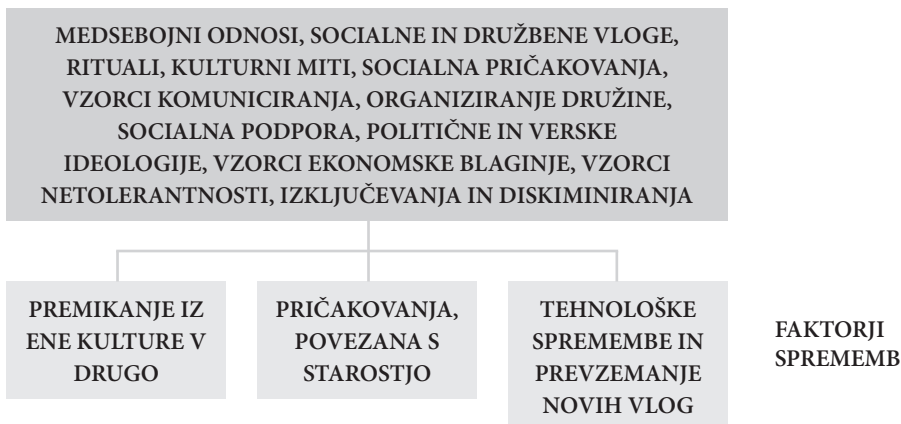 MEDSEBOJNI ODNOSI, SOCIALNE IN DRUŽBENE VLOGE,
RITUALI, KULTURNI MITI, SOCIALNA PRIČAKOVANJA,
VZORCI KOMUNICIRANJA, ORGANIZIRANJE DRUŽINE,
SOCIALNA PODPORA, POLITIČNE IN VERSKE
IDEOLOGIJE, VZORCI EKONOMSKE BLAGINJE, VZORCI
NETOLERANTNOSTI, IZKLJUČEVANJA IN DISKIMINIRANJA
PREMIKANJE IZ
ENE KULTURE V
DRUGO
PRIČAKOVANJA,
POVEZANA S
STAROSTJO
TEHNOLOŠKE
SPREMEMBE IN
PREVZEMANJE
NOVIH VLOG
FAKTORJI
SPREMEMB